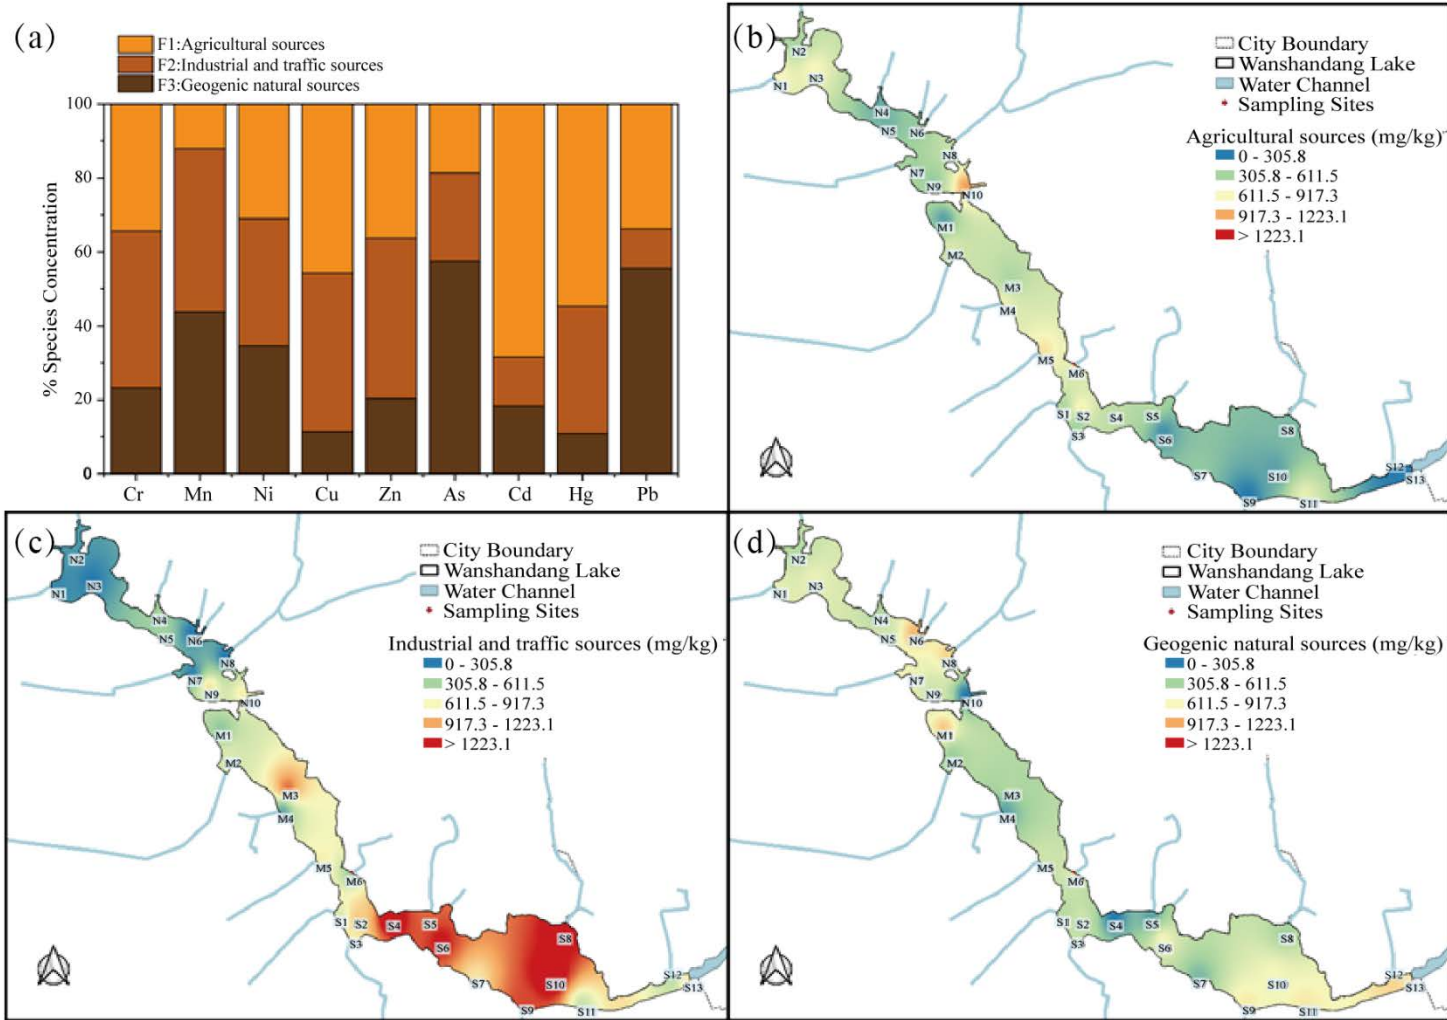 (a)
F1:Agricultural sources
F2:Industrial and traffic sources
F3:Geogenic natural sources
% Species Concentration
100
80
60
40
20
0
Cr Mn Ni Cu Zn As Cd Hg Pb
(b)
City Boundary
Wanshandang Lake
Water Channel
Sampling Sites
Agricultural sources (mg/kg)
0 - 305.8
305.8 - 611.5
611.5 - 917.3
917.3 - 1223.1
> 1223.1
N2
N1
N3
N4
N5
N6
N8
N7
N9
N10
M1
M2
M3
M4
M5
M6
S1
S2
S3
S4
S5
S6
S7
S8
S9
S10
S11
S12
S13
(c)
City Boundary
Wanshandang Lake
Water Channel
Sampling Sites
Industrial and traffic sources (mg/kg)
0 - 305.8
305.8 - 611.5
611.5 - 917.3
917.3 - 1223.1
> 1223.1
N2
N1
N3
N4
N5
N6
N8
N7
N9
N10
M1
M2
M3
M4
M5
M6
S1
S2
S3
S4
S5
S6
S7
S8
S9
S10
S11
S12
S13
(d)
City Boundary
Wanshandang Lake
Water Channel
Sampling Sites
Geogenic natural sources (mg/kg)
0 - 305.8
305.8 - 611.5
611.5 - 917.3
917.3 - 1223.1
> 1223.1
N2
N1
N3
N4
N5
N6
N8
N7
N9
N10
M1
M2
M3
M4
M5
M6
S1
S2
S3
S4
S5
S6
S7
S8
S9
S10
S11
S12
S13